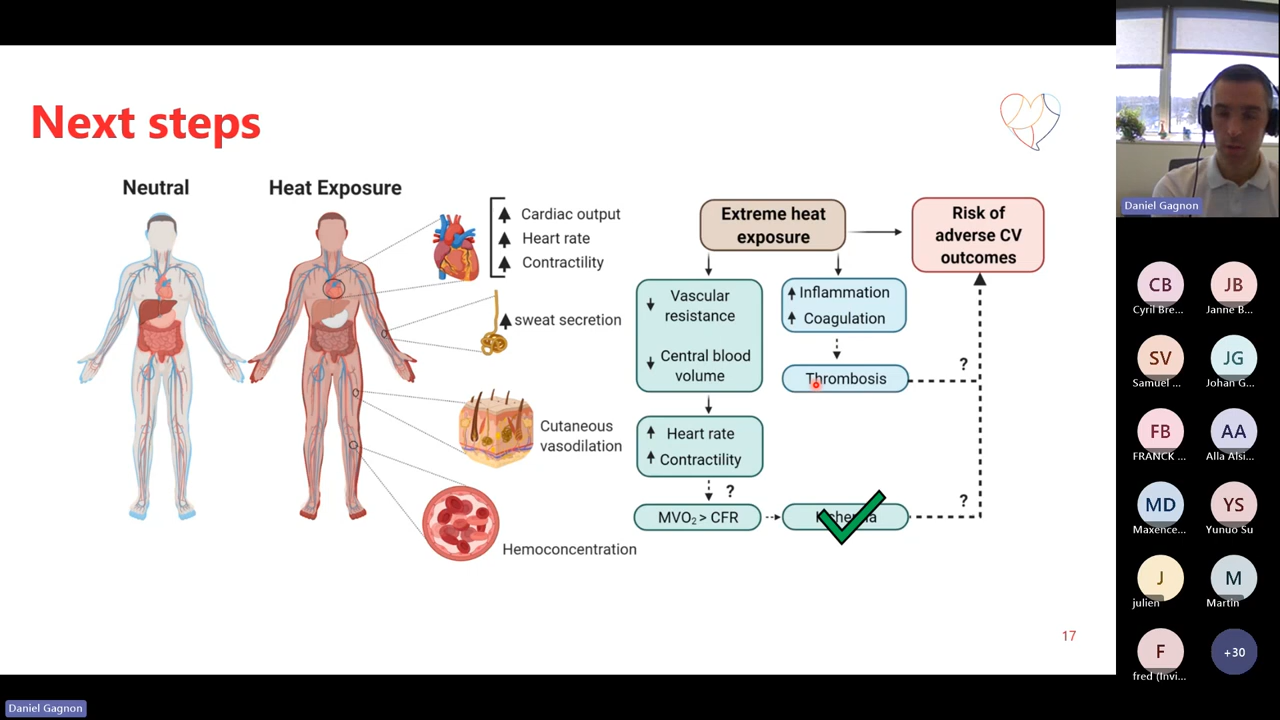 Next steps
Neutral
Heat Exposure
Cardiac output
Heart rate
Contractility
sweat secretion
Cutaneous
vasodilation
Hemoconcentration
Extreme heat
exposure
Risk of
adverse CV
outcomes
Vascular
resistance
Central blood
volume
Inflammation
Coagulation
Thrombosis
?
Heart rate
Contractility
?
MVO₂ > CFR
?
17
Daniel Gagnon
CB
Cyril Bre...
JB
Janne B...
SV
Samuel ...
JG
Johan G...
FB
FRANCK ...
AA
Alla Alsi...
MD
Maxence...
YS
Yunuo Su
J
julien
M
Martin
F
fred (Invi...
+30
Daniel Gagnon